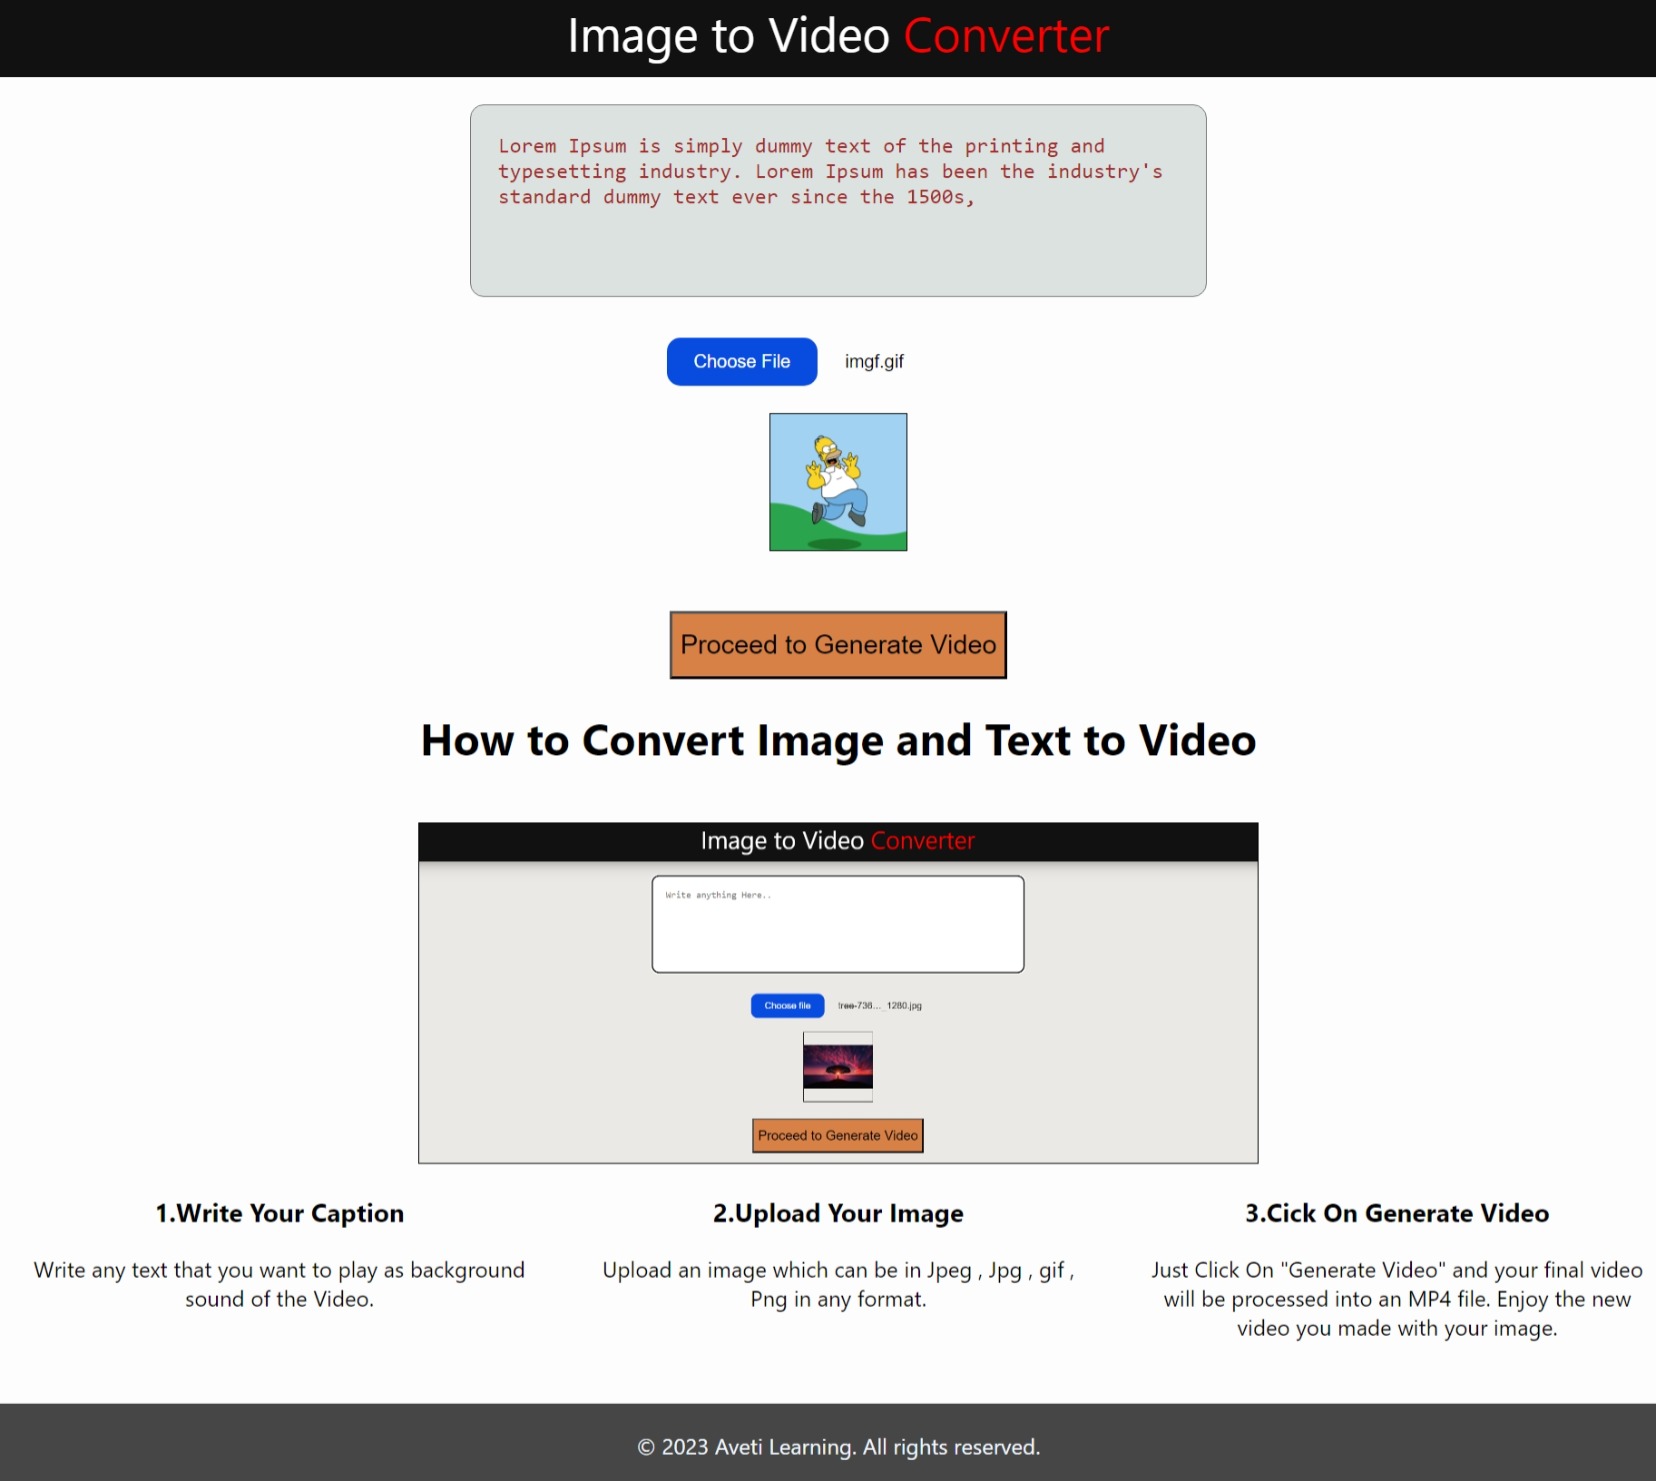 Image to Video Converter
Lorem Ipsum is simply dummy text of the printing and
typesetting industry. Lorem Ipsum has been the industry's
standard dummy text ever since the 1500s,
Choose File imgf.gif
Proceed to Generate Video
How to Convert Image and Text to Video
Image to Video Converter
Write anything Here..
Choose file tree-736... _1280.jpg
Proceed to Generate Video
1.Write Your Caption
Write any text that you want to play as background
sound of the Video.
2.Upload Your Image
Upload an image which can be in Jpeg , Jpg , gif ,
Png in any format.
3.Cick On Generate Video
Just Click On "Generate Video" and your final video
will be processed into an MP4 file. Enjoy the new
video you made with your image.
© 2023 Aveti Learning. All rights reserved.